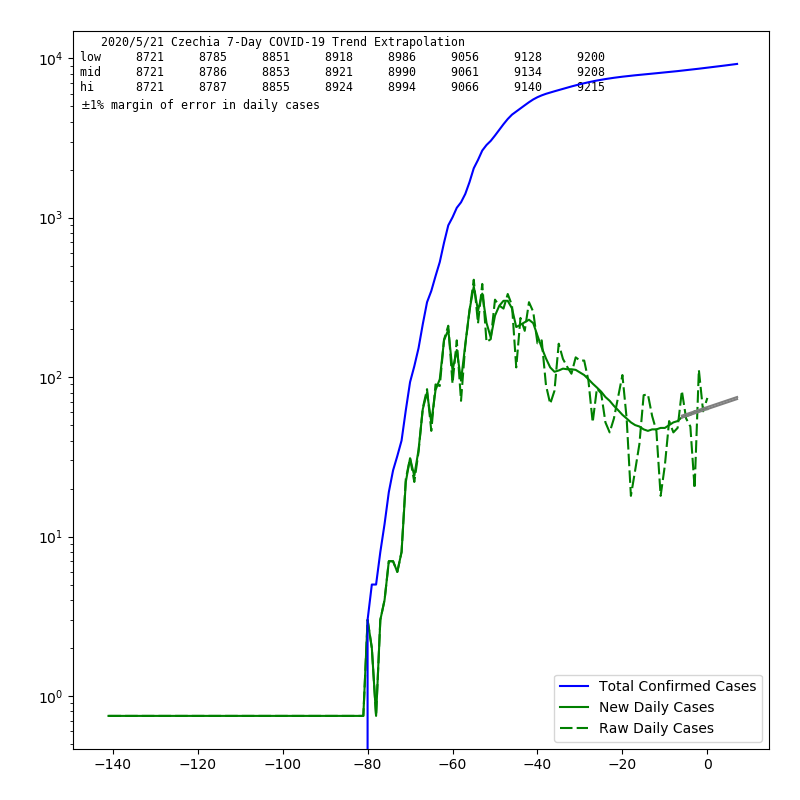 2020/5/21 Czechia 7-Day COVID-19 Trend Extrapolation
low 8721 8785 8851 8918 8986 9056 9128 9200
mid 8721 8786 8853 8921 8990 9061 9134 9208
hi 8721 8787 8855 8924 8994 9066 9140 9215
±1% margin of error in daily cases
10⁴
10³
10²
10¹
10⁰
Total Confirmed Cases
New Daily Cases
Raw Daily Cases
−140 −120 −100 −80 −60 −40 −20 0